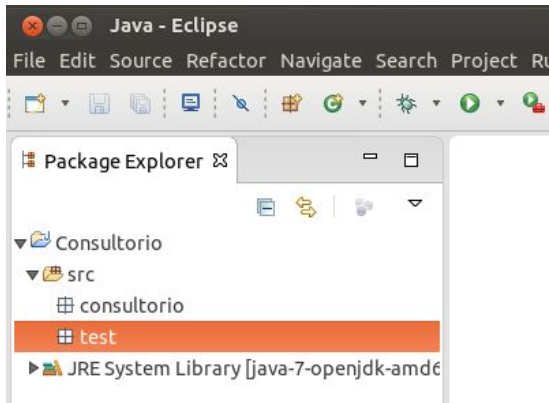 Java - Eclipse
File Edit Source Refactor Navigate Search Project Ru
Package Explorer
Consultorio
src
consultorio
test
JRE System Library [java-7-openjdk-amd6